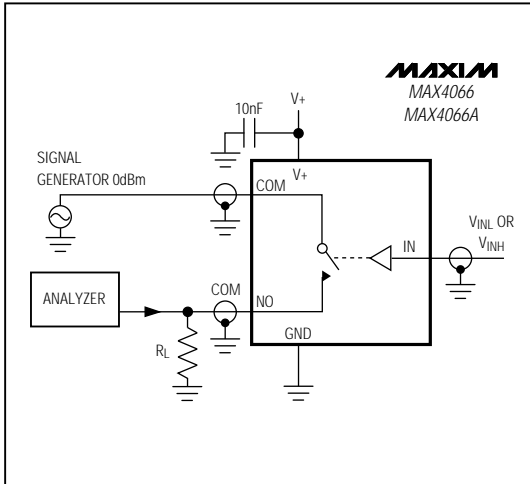 MAXIM
MAX4066
MAX4066A
10nF
V+
SIGNAL
GENERATOR 0dBm
COM
V+
IN
VINL OR
VINH
ANALYZER
COM
NO
RL
GND